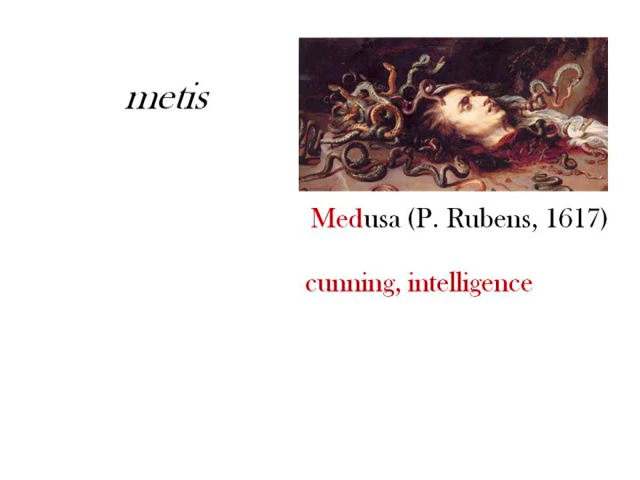 metis
Medusa (P. Rubens, 1617)
cunning, intelligence